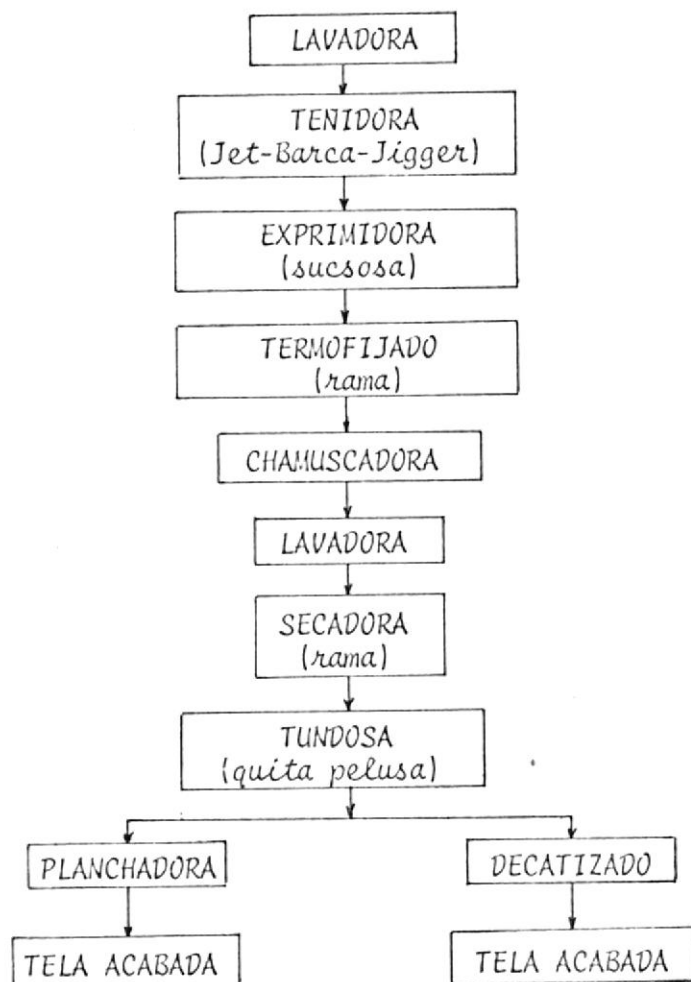 LAVADORA
TEÑIDORA
(Jet-Barca-Jigger)
EXPRIMIDORA
(sucsosa)
TERMOFIJADO
(rama)
CHAMUSCADORA
LAVADORA
SECADORA
(rama)
TUNDOSA
(quita pelusa)
PLANCHADORA
DECATIZADO
TELA ACABADA
TELA ACABADA